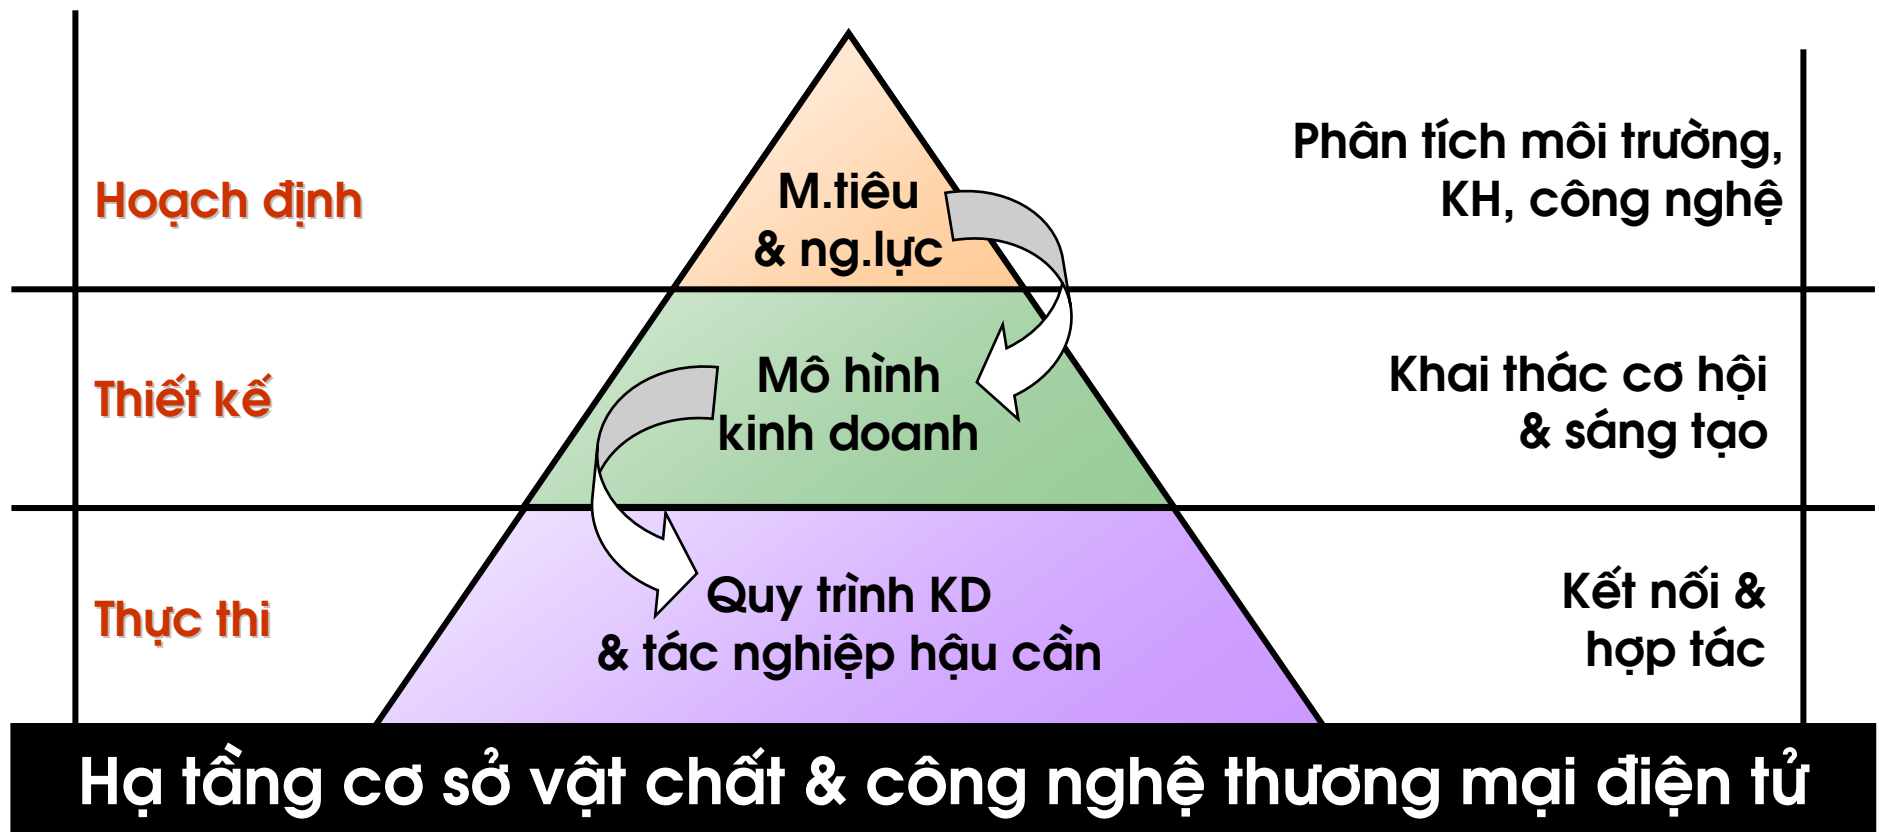 Hoạch định
M.tiêu
& ng.lực
Phân tích môi trường,
KH, công nghệ
Thiết kế
Mô hình
kinh doanh
Khai thác cơ hội
& sáng tạo
Thực thi
Quy trình KD
& tác nghiệp hậu cần
Kết nối &
hợp tác
Hạ tầng cơ sở vật chất & công nghệ thương mại điện tử